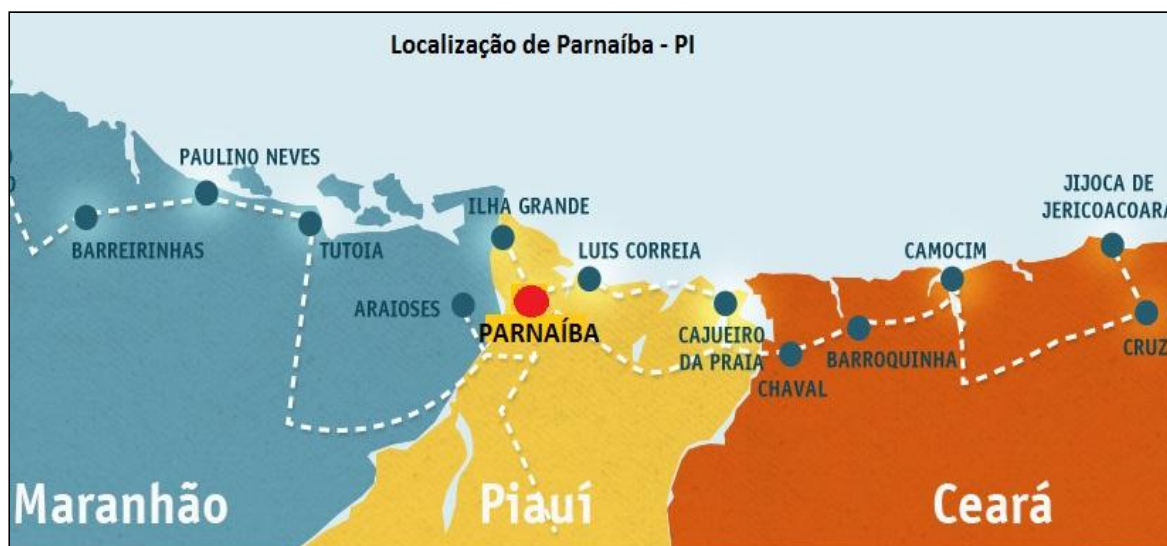 Localização de Parnaíba - PI
PAULINO NEVES
BARREIRINHAS
TUTOIA
ILHA GRANDE
LUIS CORREIA
ARAIOSES
PARNAÍBA
CAJUEIRO
DA PRAIA
CHAVAL
BARROQUINHA
CAMOCIM
JIJOCA DE
JERICOACOARA
CRUZ
Maranhão
Piauí
Ceará